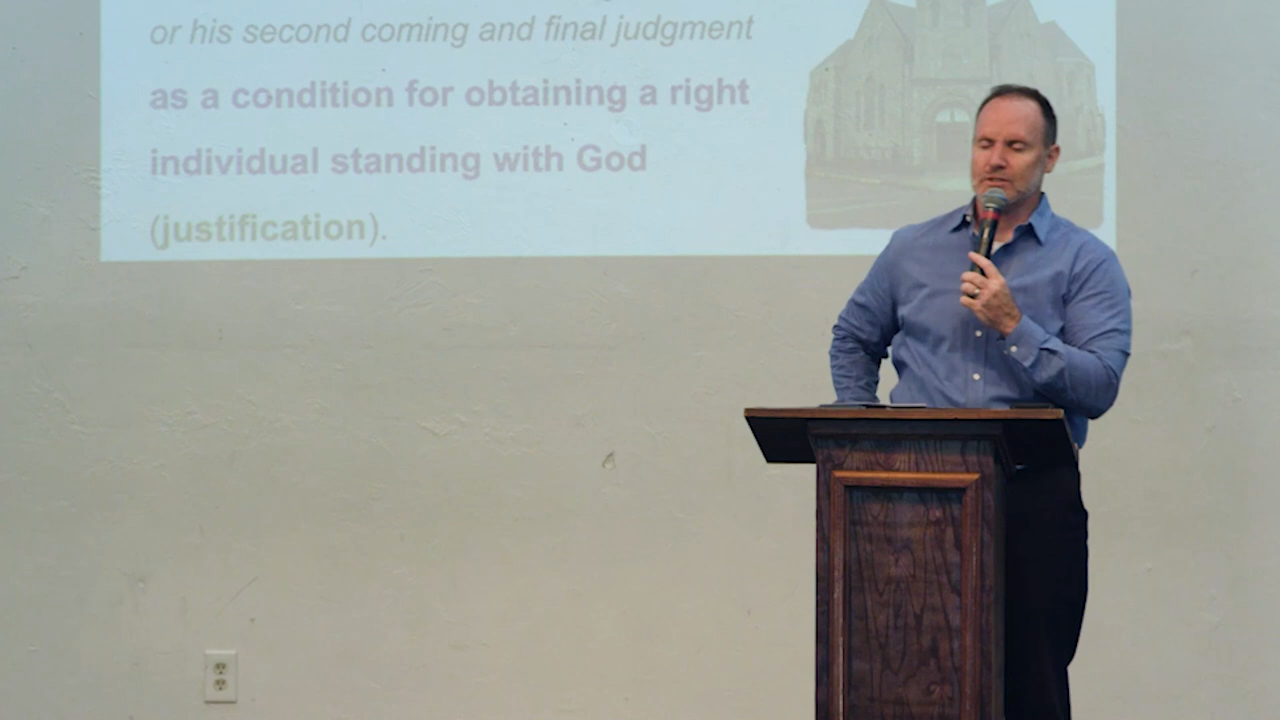 or his second coming and final judgment
as a condition for obtaining a right
individual standing with God
(justification).